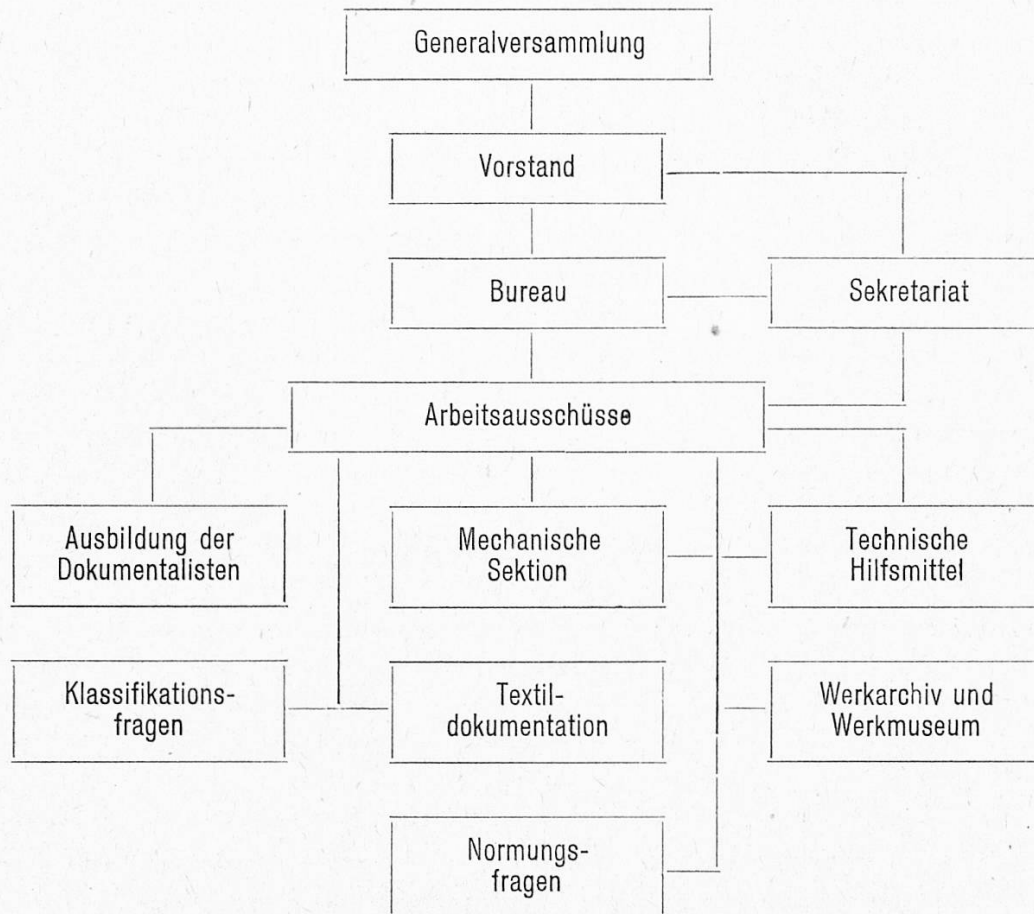 Generalversammlung
Vorstand
Bureau
Sekretariat
Arbeitsausschüsse
Ausbildung der
Dokumentalisten
Mechanische
Sektion
Technische
Hilfsmittel
Klassifikations-
fragen
Textil-
dokumentation
Werkarchiv und
Werkmuseum
Normungs-
fragen